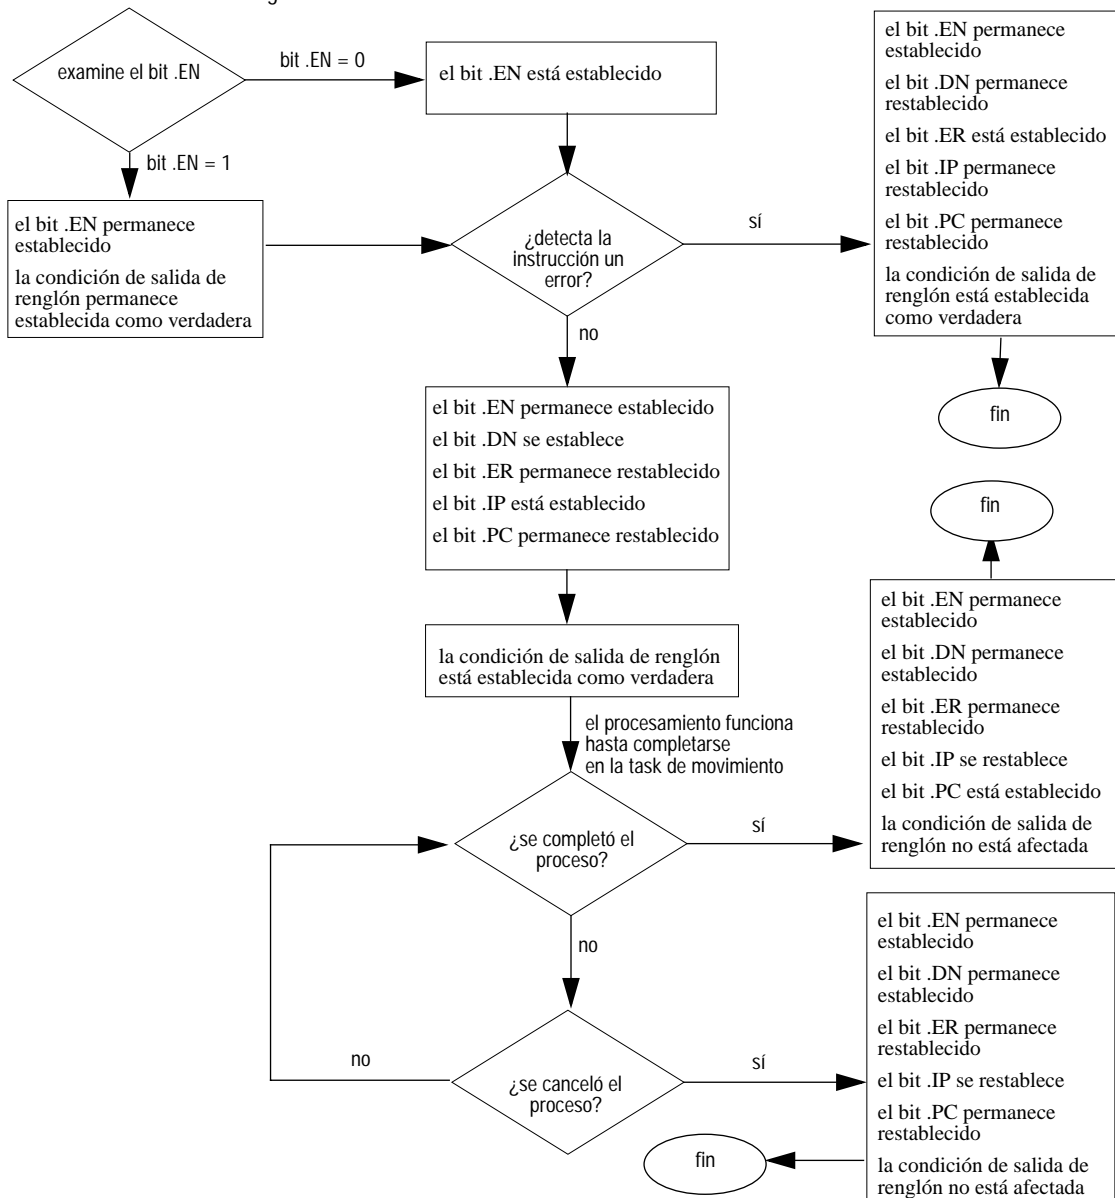 examine el bit .EN
bit .EN = 0
el bit .EN está establecido
bit .EN = 1
el bit .EN permanece
establecido
la condición de salida de
renglón permanece
establecida como verdadera
¿detecta la
instrucción un
error?
sí
el bit .EN permanece
establecido
el bit .DN permanece
restablecido
el bit .ER está establecido
el bit .IP permanece
restablecido
el bit .PC permanece
restablecido
la condición de salida de
renglón está establecida
como verdadera
fin
no
el bit .EN permanece establecido
el bit .DN se establece
el bit .ER permanece restablecido
el bit .IP está establecido
el bit .PC permanece restablecido
la condición de salida de renglón
está establecida como verdadera
el procesamiento funciona
hasta completarse
en la task de movimiento
¿se completó el
proceso?
sí
fin
el bit .EN permanece
establecido
el bit .DN permanece
establecido
el bit .ER permanece
restablecido
el bit .IP se restablece
el bit .PC está establecido
la condición de salida de
renglón no está afectada
no
¿se canceló el
proceso?
no
sí
el bit .EN permanece
establecido
el bit .DN permanece
establecido
el bit .ER permanece
restablecido
el bit .IP se restablece
el bit .PC permanece
restablecido
la condición de salida de
renglón no está afectada
fin